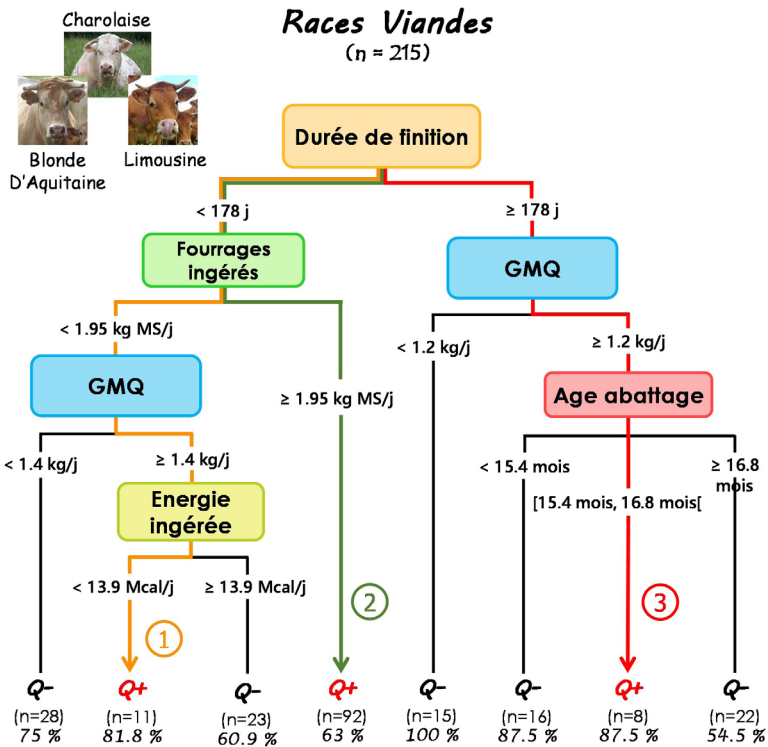 Races Viandes
(n = 215)
Charolaise
Blonde
D'Aquitaine
Limousine
Durée de finition
< 178 j
≥ 178 j
Fourrages
ingérés
GMQ
< 1.95 kg MS/j
≥ 1.95 kg MS/j
< 1.2 kg/j
≥ 1.2 kg/j
GMQ
Age abattage
< 1.4 kg/j
≥ 1.4 kg/j
< 15.4 mois
[15.4 mois, 16.8 mois[
≥ 16.8
mois
Energie
ingérée
< 13.9 Mcal/j
≥ 13.9 Mcal/j
1
2
3
Q- Q+ Q- Q+ Q- Q- Q+ Q-
(n=28) (n=11) (n=23) (n=92) (n=15) (n=16) (n=8) (n=22)
75 % 81.8 % 60.9 % 63 % 100 % 87.5 % 87.5 % 54.5 %